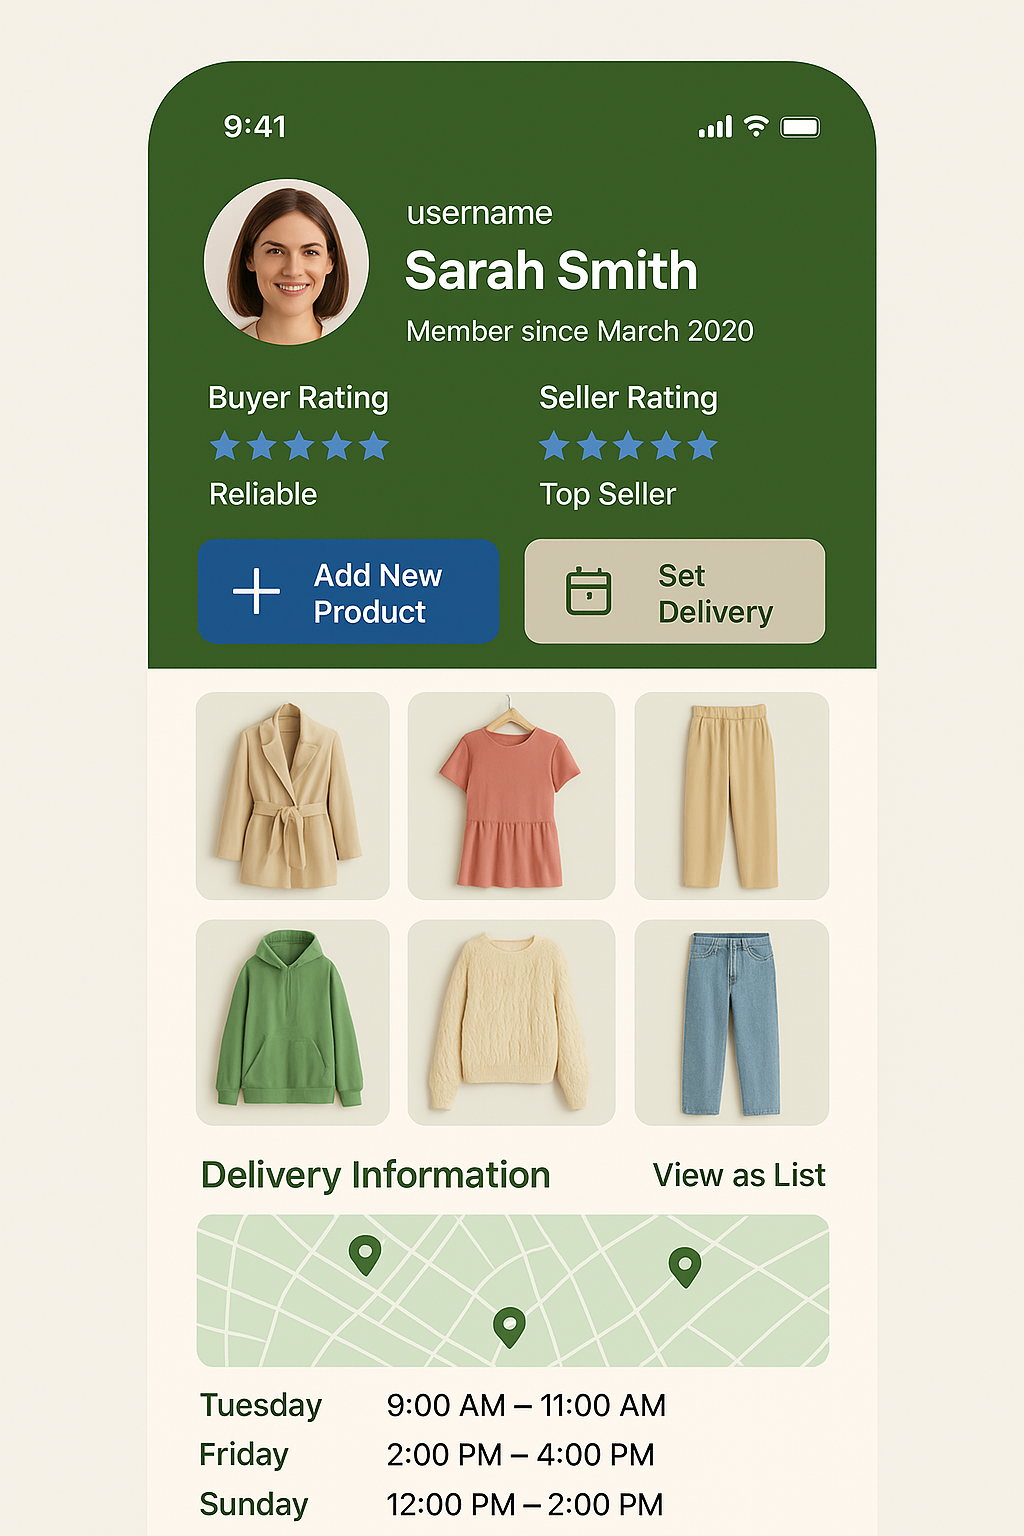 9:41
username
Sarah Smith
Member since March 2020
Buyer Rating
Seller Rating
Reliable
Top Seller
Add New
Product
Set
Delivery
Delivery Information
View as List
Tuesday 9:00 AM – 11:00 AM
Friday 2:00 PM – 4:00 PM
Sunday 12:00 PM – 2:00 PM